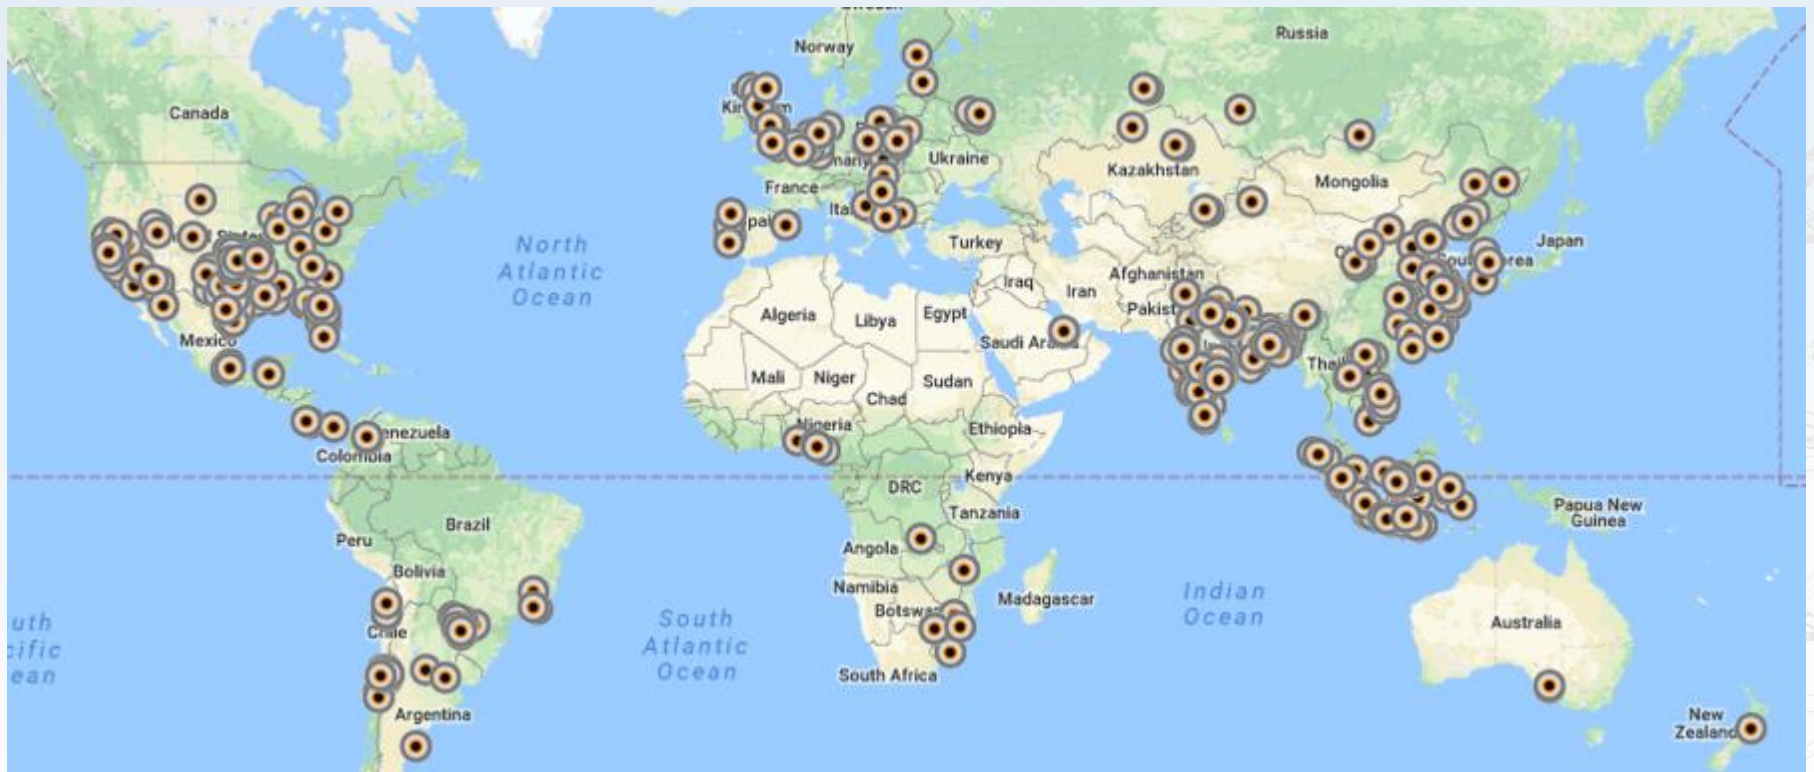 Norway
Russia
Canada
Ukraine
Kazakhstan
Mongolia
France
Turkey
Japan
North
Atlantic
Ocean
Afghanistan
Iraq
Iran
Algeria
Libya
Egypt
Mexico
Mali
Niger
Sudan
Chad
Nigeria
Ethiopia
Colombia
DRC
Kenya
Tanzania
Papua New
Guinea
Brazil
Peru
Angola
Bolivia
Namibia
Madagascar
Indian
Ocean
South
Atlantic
Ocean
Chile
Australia
South Africa
Argentina
New
Zealand